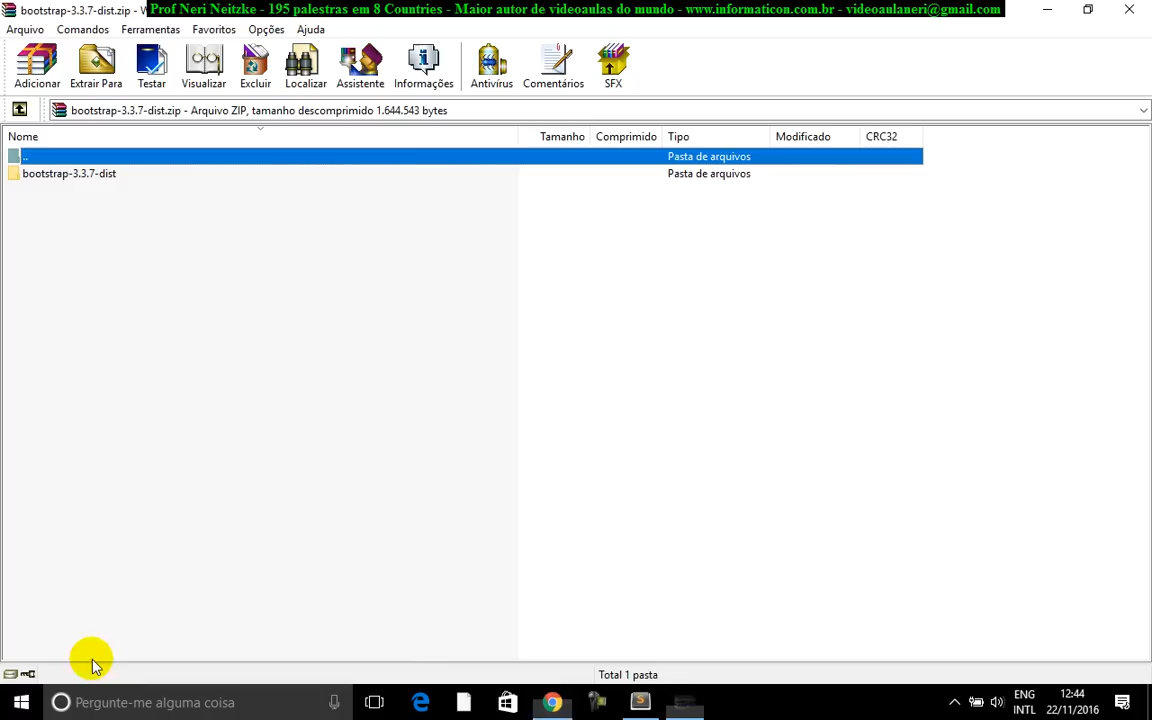 bootstrap-3.3.7-dist.zip - W
Prof Neri Neitzke - 195 palestras em 8 Countries - Maior autor de videoaulas do mundo - www.informaticon.com.br - videoaulaneri@gmail.com
Arquivo Comandos Ferramentas Favoritos Opções Ajuda
Adicionar Extrair Para Testar Visualizar Excluir Localizar Assistente Informações Antivírus Comentários SFX
bootstrap-3.3.7-dist.zip - Arquivo ZIP, tamanho descomprimido 1.644.543 bytes
Nome Tamanho Comprimido Tipo Modificado CRC32
.. Pasta de arquivos
bootstrap-3.3.7-dist Pasta de arquivos
Total 1 pasta
Pergunte-me alguma coisa
ENG 12:44
INTL 22/11/2016